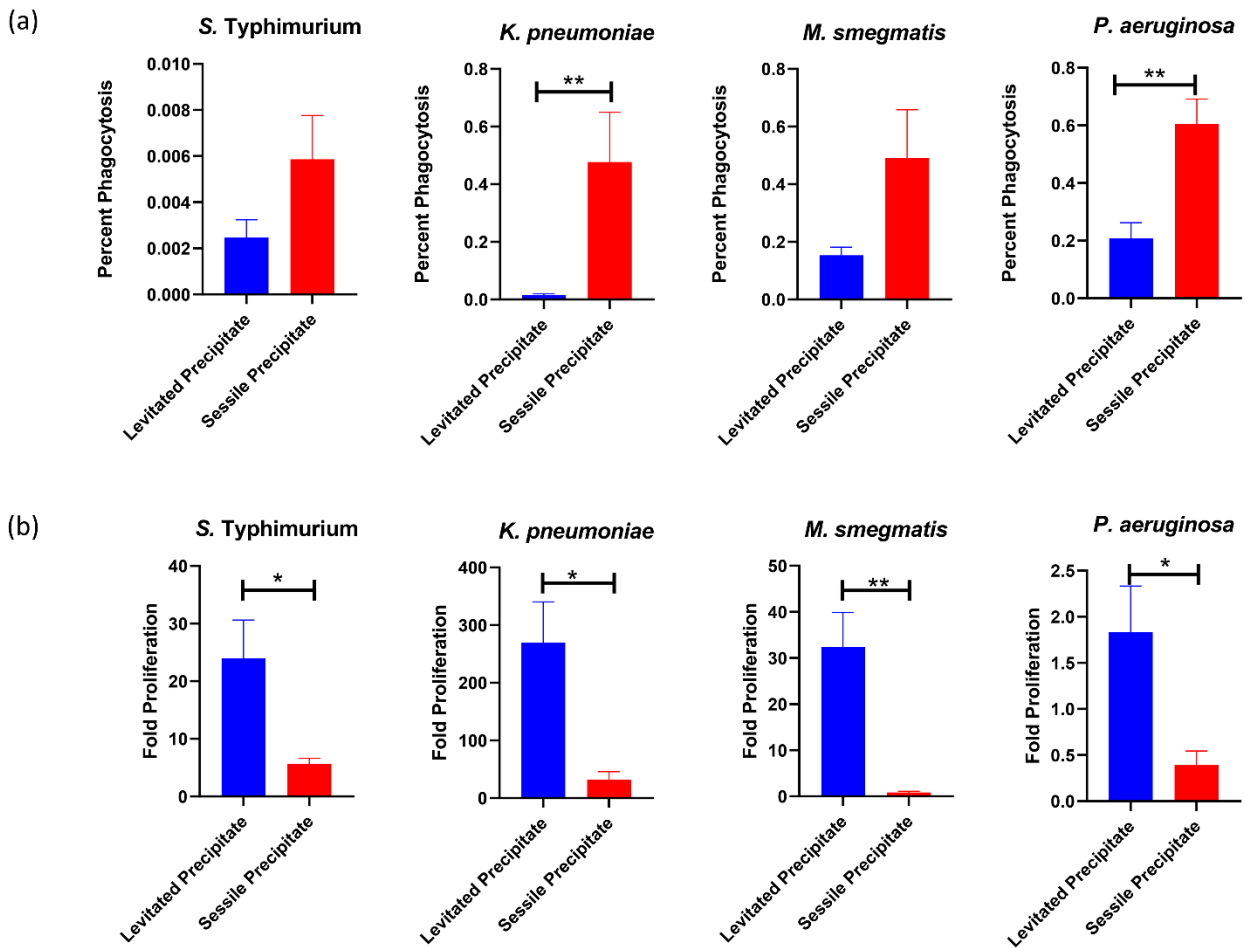 (a)
S. Typhimurium
K. pneumoniae
M. smegmatis
P. aeruginosa
Percent Phagocytosis
0.010
0.008
0.006
0.004
0.002
0.000
Levitated Precipitate
Sessile Precipitate
Percent Phagocytosis
0.8
0.6
0.4
0.2
0.0
**
Levitated Precipitate
Sessile Precipitate
Percent Phagocytosis
0.8
0.6
0.4
0.2
0.0
Levitated Precipitate
Sessile Precipitate
Percent Phagocytosis
0.8
0.6
0.4
0.2
0.0
**
Levitated Precipitate
Sessile Precipitate
(b)
S. Typhimurium
K. pneumoniae
M. smegmatis
P. aeruginosa
Fold Proliferation
40
30
20
10
0
*
Levitated Precipitate
Sessile Precipitate
Fold Proliferation
400
300
200
100
0
*
Levitated Precipitate
Sessile Precipitate
Fold Proliferation
50
40
30
20
10
0
**
Levitated Precipitate
Sessile Precipitate
Fold Proliferation
2.5
2.0
1.5
1.0
0.5
0.0
*
Levitated Precipitate
Sessile Precipitate